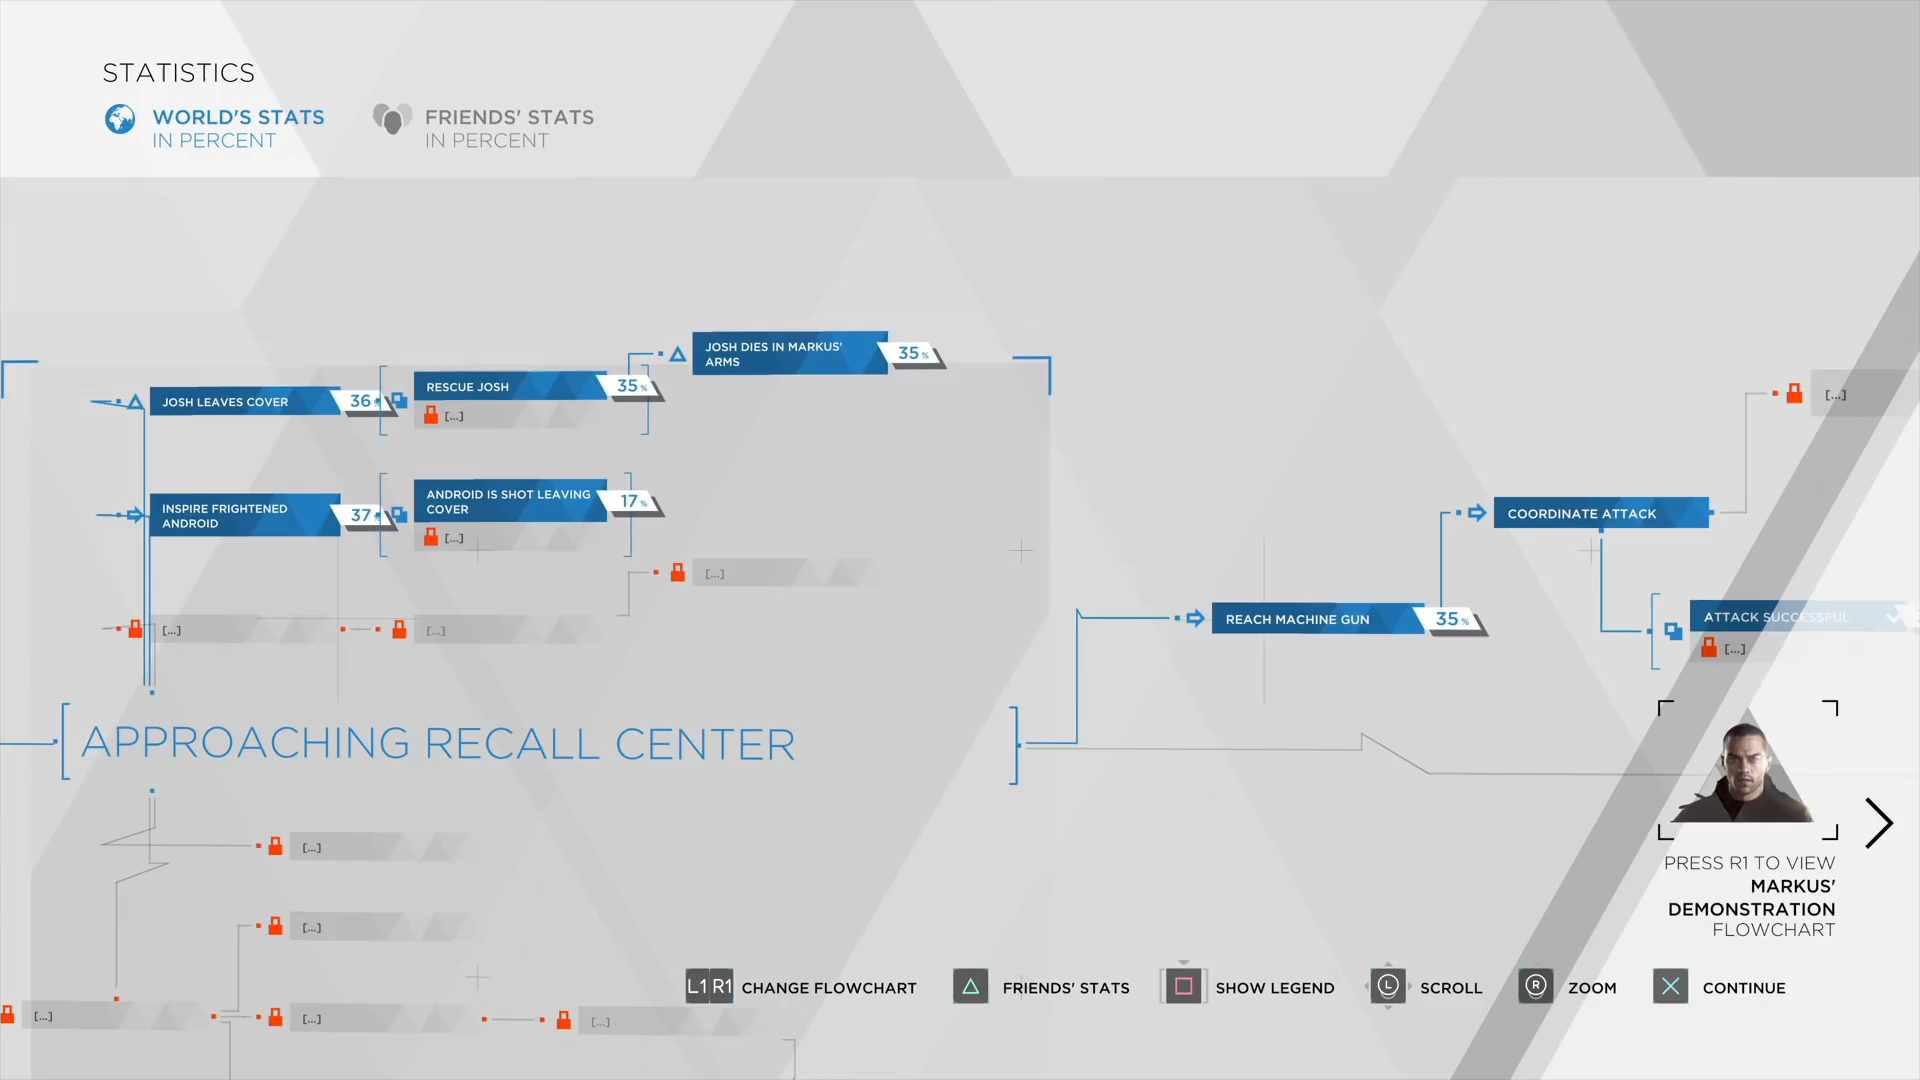 STATISTICS
WORLD'S STATS
IN PERCENT
FRIENDS' STATS
IN PERCENT
JOSH DIES IN MARKUS'
ARMS
35%
JOSH LEAVES COVER
36%
RESCUE JOSH
35%
[...]
[...]
INSPIRE FRIGHTENED
ANDROID
37%
ANDROID IS SHOT LEAVING
COVER
17%
[...]
COORDINATE ATTACK
[...]
REACH MACHINE GUN
35%
ATTACK SUCCESSFUL
[...]
[...]
[...]
APPROACHING RECALL CENTER
[...]
[...]
[...]
[...]
[...]
PRESS R1 TO VIEW
MARKUS'
DEMONSTRATION
FLOWCHART
L1 R1 CHANGE FLOWCHART
FRIENDS' STATS
SHOW LEGEND
L SCROLL
R ZOOM
CONTINUE